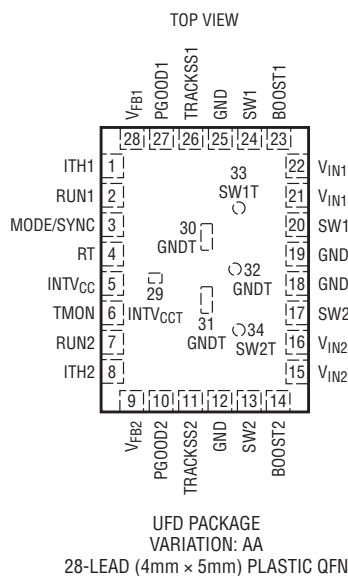 TOP VIEW
VFB1
PGOOD1
TRACKSS1
GND
SW1
BOOST1
28 27 26 25 24 23
ITH1 1
RUN1 2
MODE/SYNC 3
RT 4
INTVCC 5
TMON 6
RUN2 7
ITH2 8
33
SW1T
30
GNDT
32
GNDT
29
INTVCCT
31
GNDT
34
SW2T
22 VIN1
21 VIN1
20 SW1
19 GND
18 GND
17 SW2
16 VIN2
15 VIN2
9 10 11 12 13 14
VFB2
PGOOD2
TRACKSS2
GND
SW2
BOOST2
UFD PACKAGE
VARIATION: AA
28-LEAD (4mm × 5mm) PLASTIC QFN